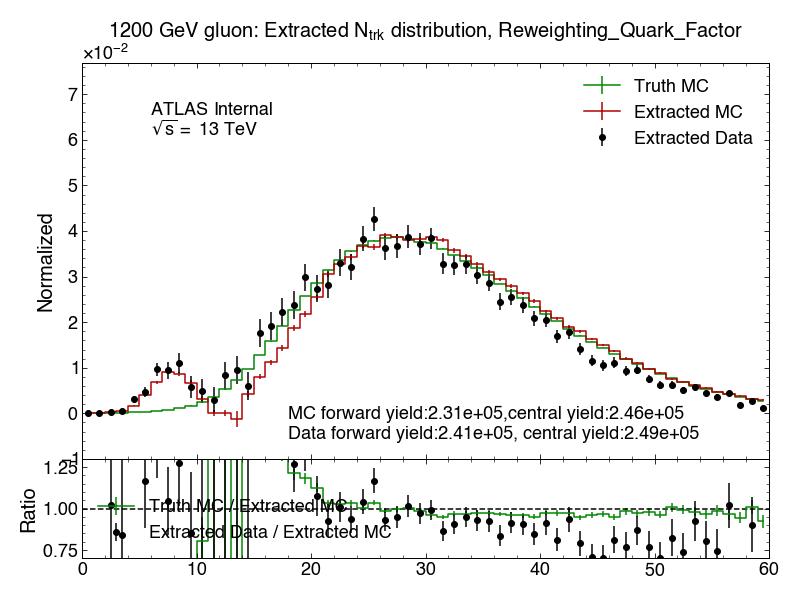 1200 GeV gluon: Extracted N_trk distribution, Reweighting_Quark_Factor
×10⁻²
ATLAS Internal
√s = 13 TeV
Truth MC
Extracted MC
Extracted Data
Normalized
7
6
5
4
3
2
1
0
-1
MC forward yield:2.31e+05,central yield:2.46e+05
Data forward yield:2.41e+05, central yield:2.49e+05
Ratio
1.25
1.00
0.75
Truth MC / Extracted MC
Extracted Data / Extracted MC
0 10 20 30 40 50 60